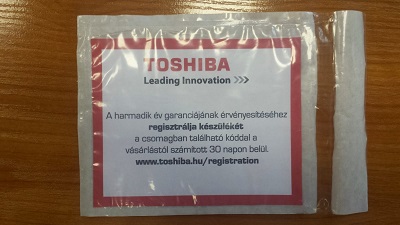 TOSHIBA
Leading Innovation >>>
A harmadik év garanciájának érvényesítéséhez
regisztrálja készülékét
a csomagban található kóddal a
vásárlástól számított 30 napon belül.
www.toshiba.hu/registration